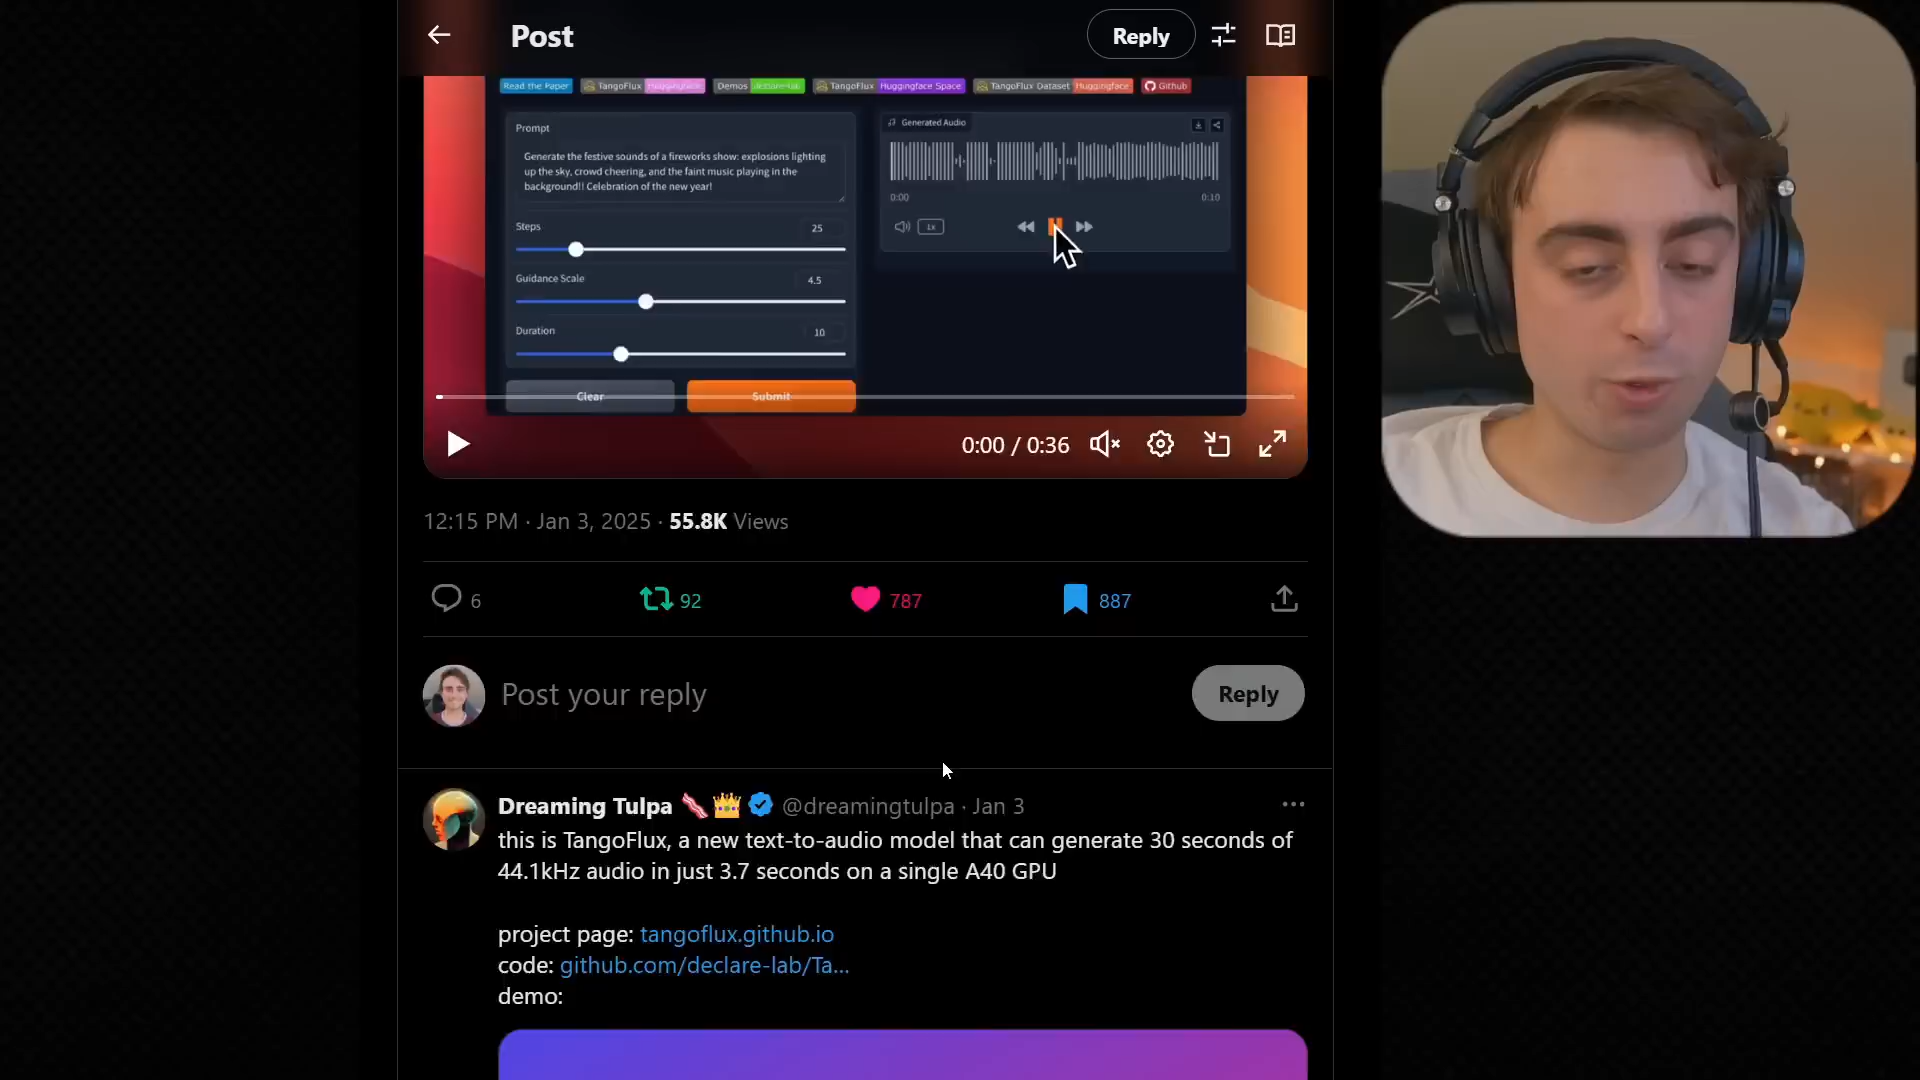 Post
Reply
Read the Paper
TangoFlux Huggingface
Demos declare-lab
TangoFlux Huggingface Space
TangoFlux Dataset Huggingface
Github
Prompt
Generate the festive sounds of a fireworks show: explosions lighting
up the sky, crowd cheering, and the faint music playing in the
background!! Celebration of the new year!
Steps
25
Guidance Scale
4.5
Duration
10
Clear
Submit
Generated Audio
0:00
0:10
1x
0:00 / 0:36
12:15 PM · Jan 3, 2025 · 55.8K Views
6
92
787
887
Post your reply
Reply
Dreaming Tulpa 🥓👑 @dreamingtulpa · Jan 3
this is TangoFlux, a new text-to-audio model that can generate 30 seconds of
44.1kHz audio in just 3.7 seconds on a single A40 GPU
project page: tangoflux.github.io
code: github.com/declare-lab/Ta...
demo: